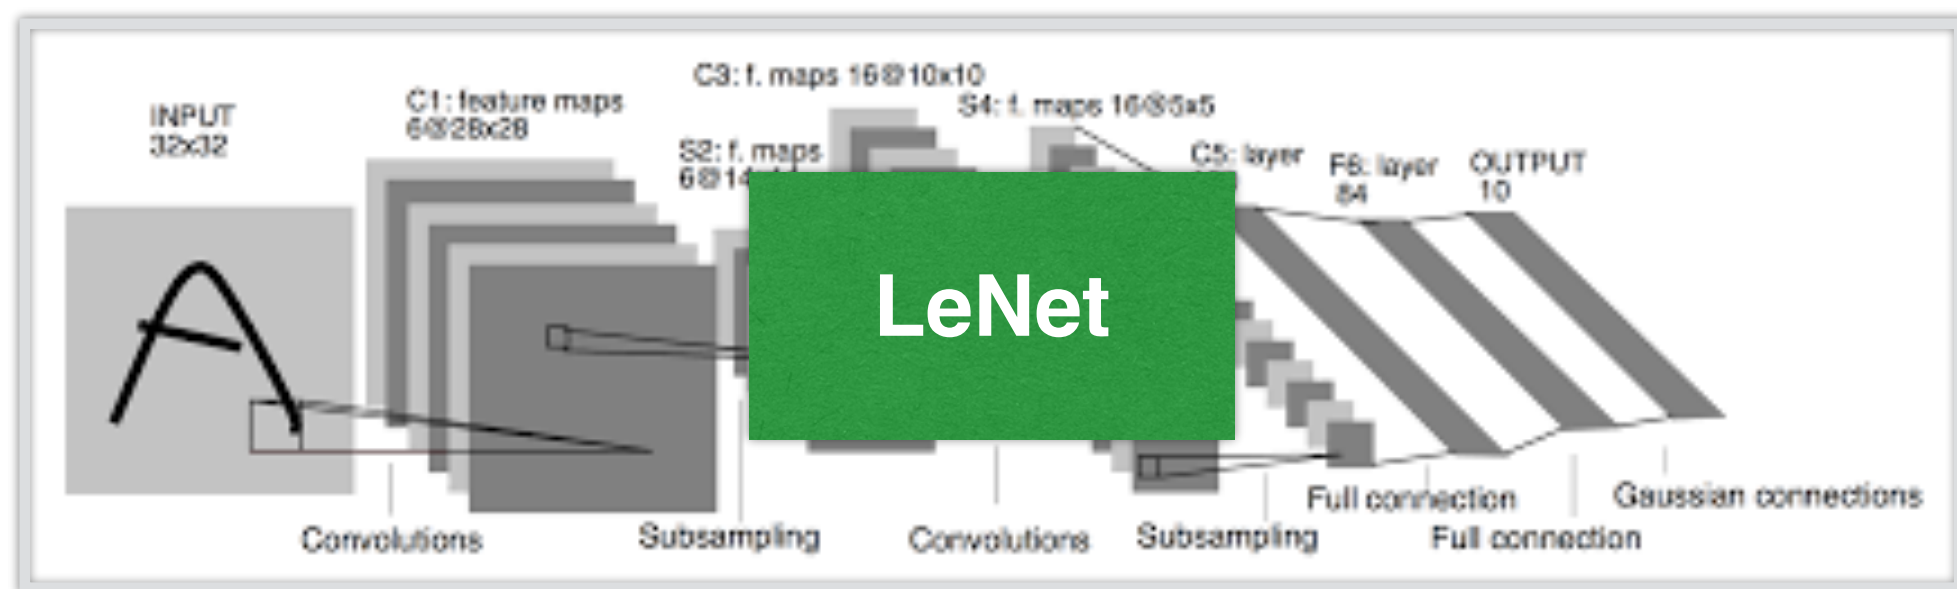 INPUT
32x32
C1: feature maps
6@28x28
C3: f. maps 16@10x10
S2: f. maps
S4: f. maps 16@5x5
C5: layer
F6: layer
84
OUTPUT
10
LeNet
Convolutions
Subsampling
Convolutions
Subsampling
Full connection
Full connection
Gaussian connections